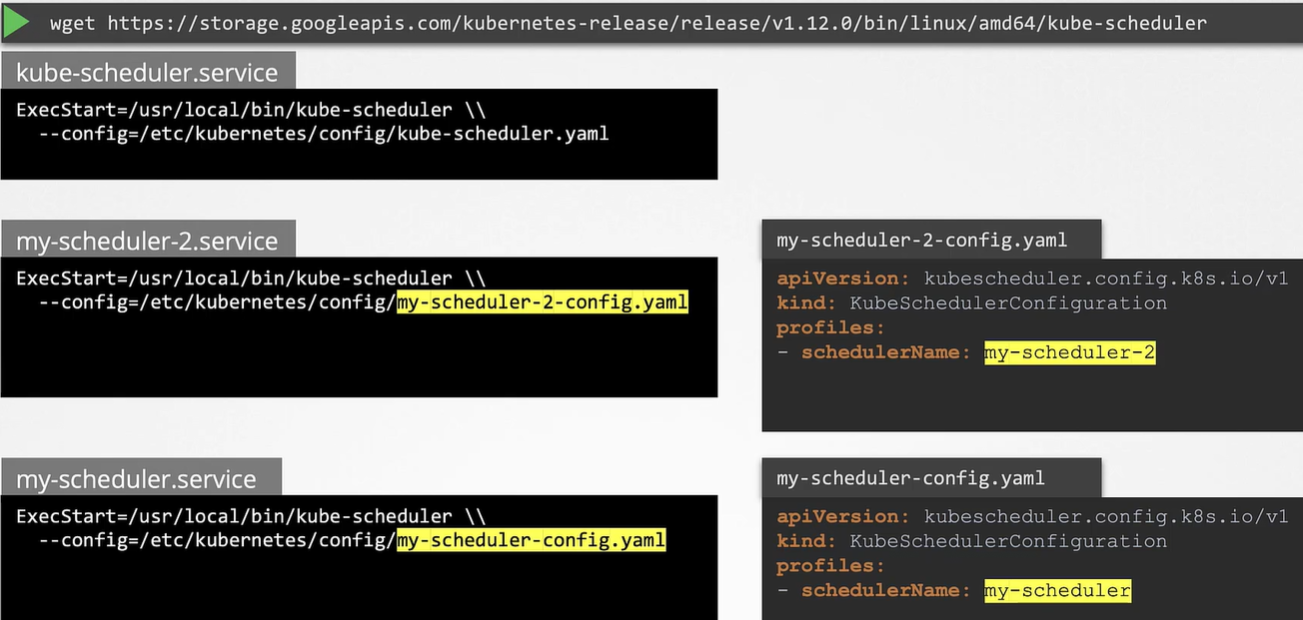 wget https://storage.googleapis.com/kubernetes-release/release/v1.12.0/bin/linux/amd64/kube-scheduler
kube-scheduler.service
ExecStart=/usr/local/bin/kube-scheduler \\
--config=/etc/kubernetes/config/kube-scheduler.yaml
my-scheduler-2.service
ExecStart=/usr/local/bin/kube-scheduler \\
--config=/etc/kubernetes/config/my-scheduler-2-config.yaml
my-scheduler-2-config.yaml
apiVersion: kubescheduler.config.k8s.io/v1
kind: KubeSchedulerConfiguration
profiles:
- schedulerName: my-scheduler-2
my-scheduler.service
ExecStart=/usr/local/bin/kube-scheduler \\
--config=/etc/kubernetes/config/my-scheduler-config.yaml
my-scheduler-config.yaml
apiVersion: kubescheduler.config.k8s.io/v1
kind: KubeSchedulerConfiguration
profiles:
- schedulerName: my-scheduler